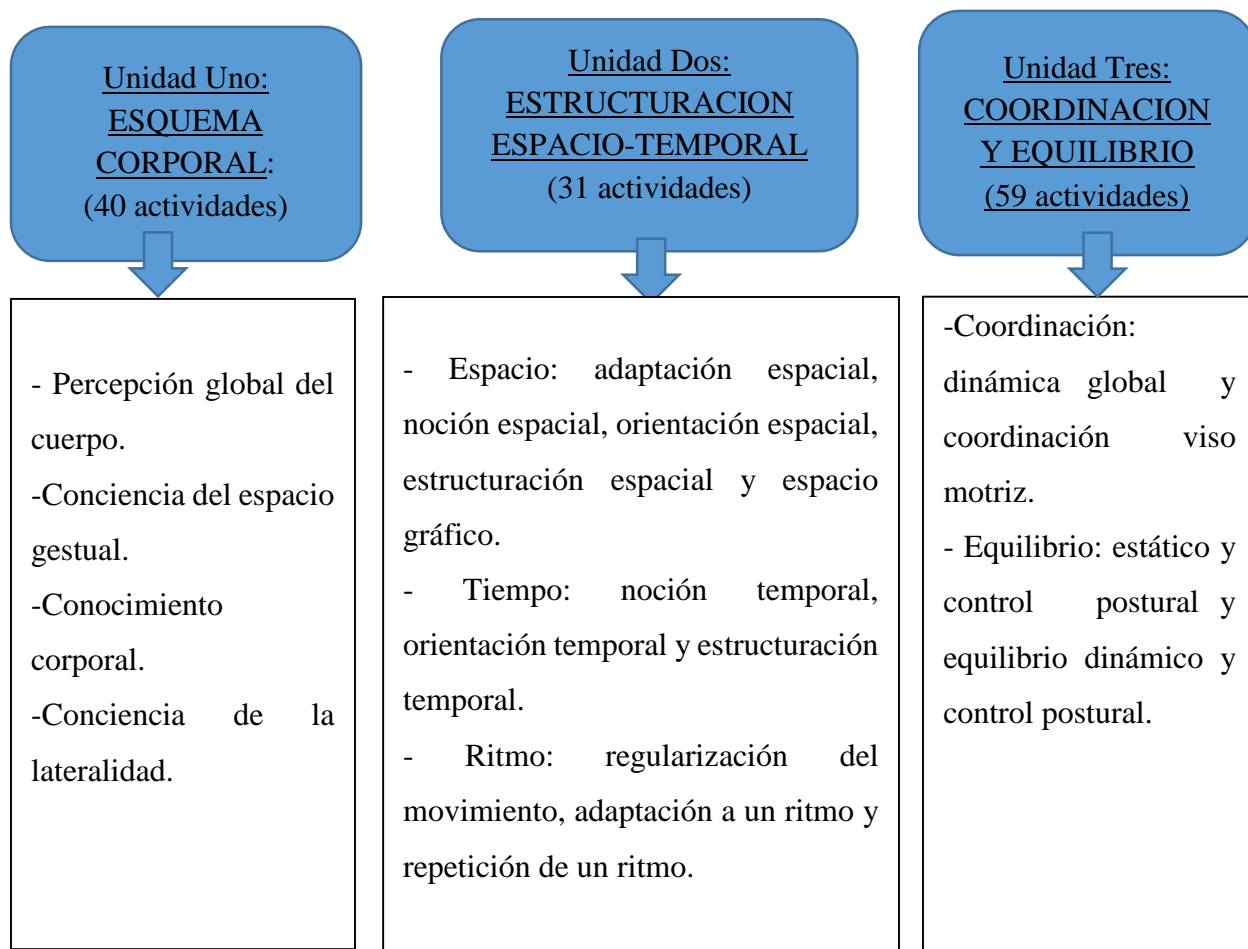 Unidad Uno:
ESQUEMA
CORPORAL:
(40 actividades)
- Percepción global del
cuerpo.
-Conciencia del espacio
gestual.
-Conocimiento
corporal.
-Conciencia de la
lateralidad.
Unidad Dos:
ESTRUCTURACION
ESPACIO-TEMPORAL
(31 actividades)
- Espacio: adaptación espacial,
noción espacial, orientación espacial,
estructuración espacial y espacio
gráfico.
- Tiempo: noción temporal,
orientación temporal y estructuración
temporal.
- Ritmo: regularización del
movimiento, adaptación a un ritmo y
repetición de un ritmo.
Unidad Tres:
COORDINACION
Y EQUILIBRIO
(59 actividades)
-Coordinación:
dinámica global y
coordinación viso
motriz.
- Equilibrio: estático y
control postural y
equilibrio dinámico y
control postural.